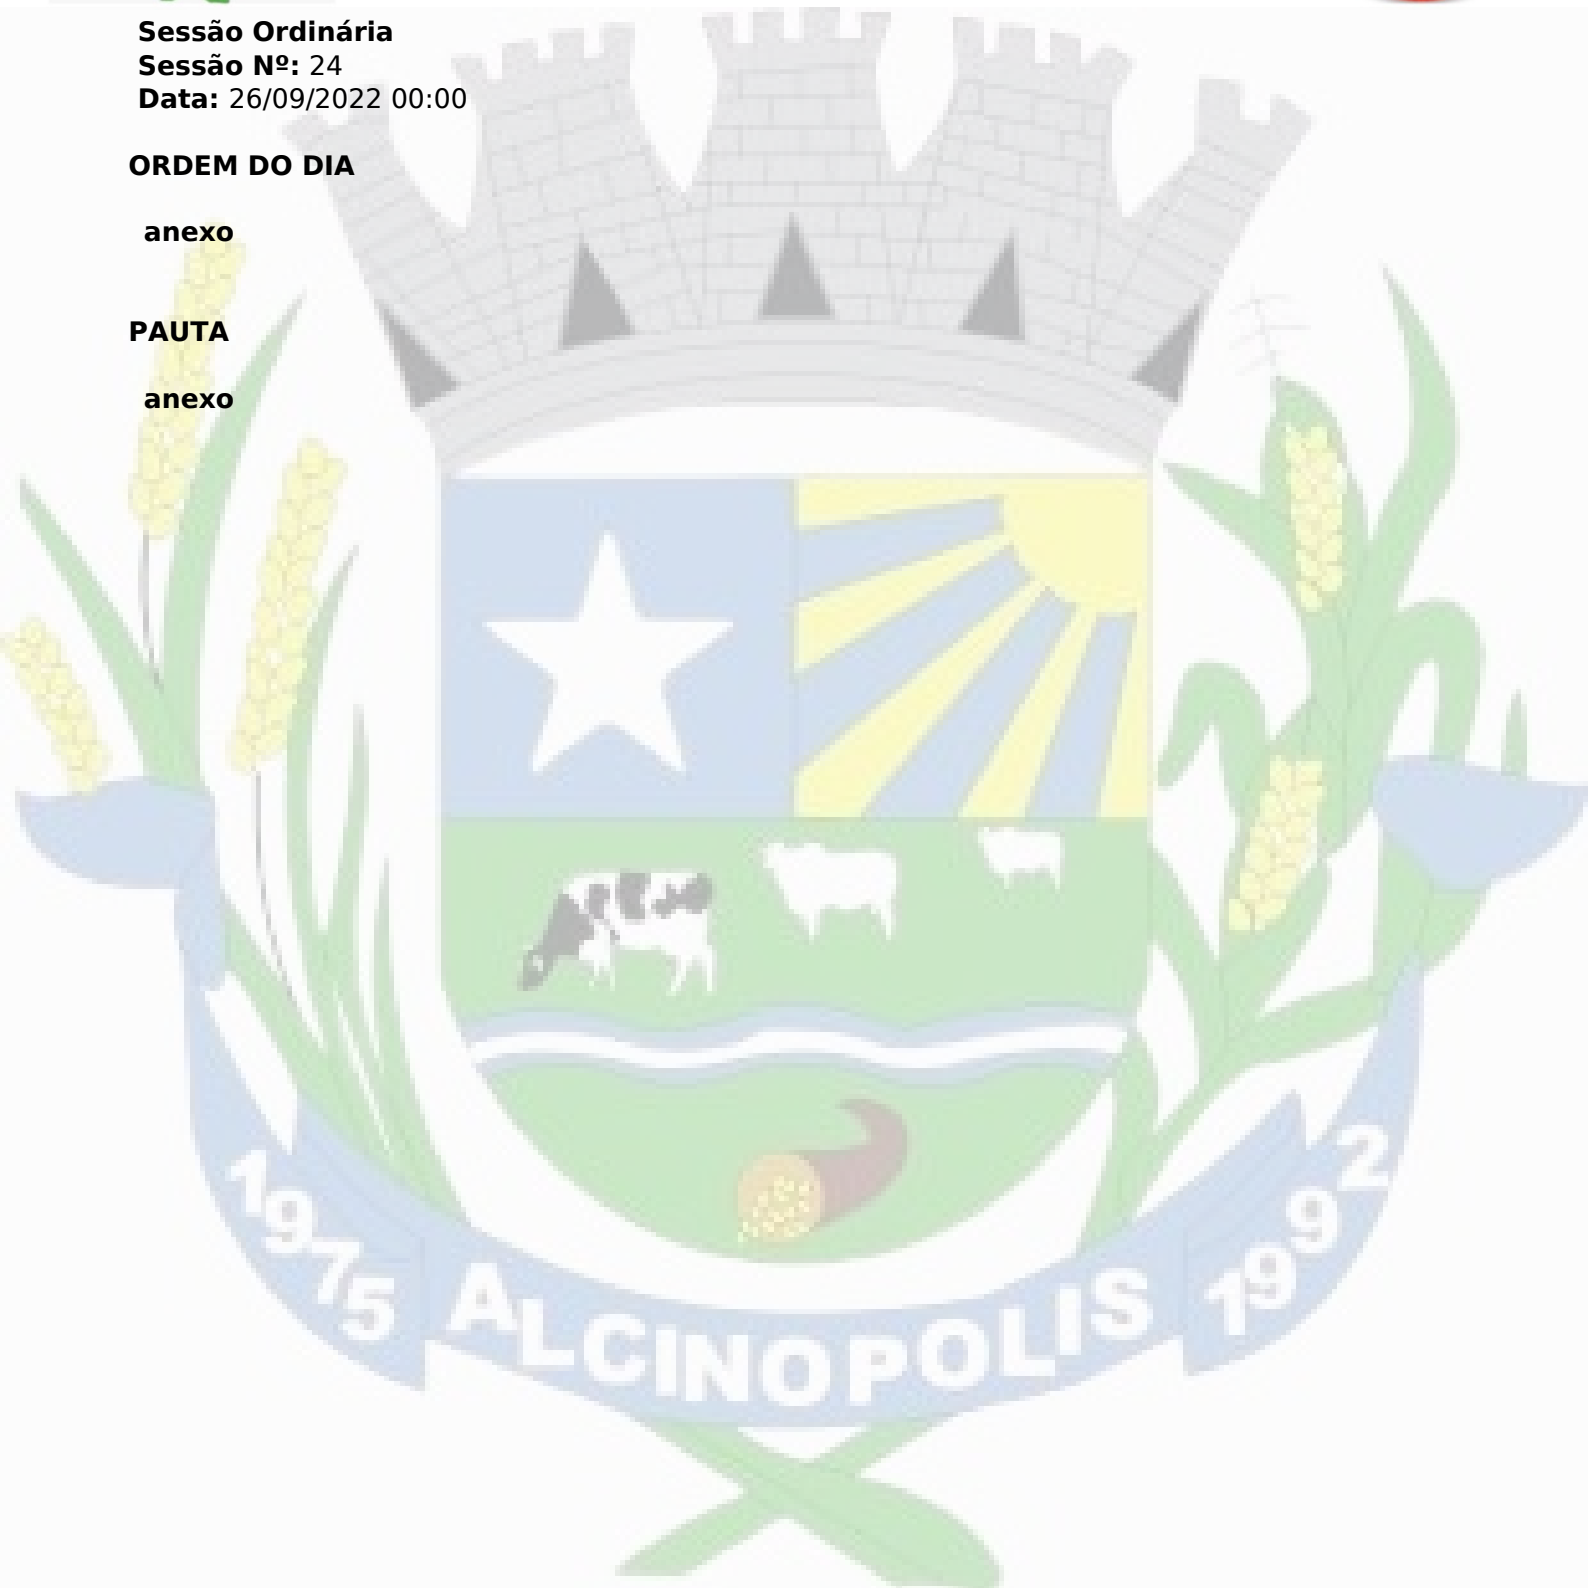 Sessão Ordinária
Sessão Nº: 24
Data: 26/09/2022 00:00
ORDEM DO DIA
anexo
PAUTA
anexo
1975 ALCINOPOLIS 1992